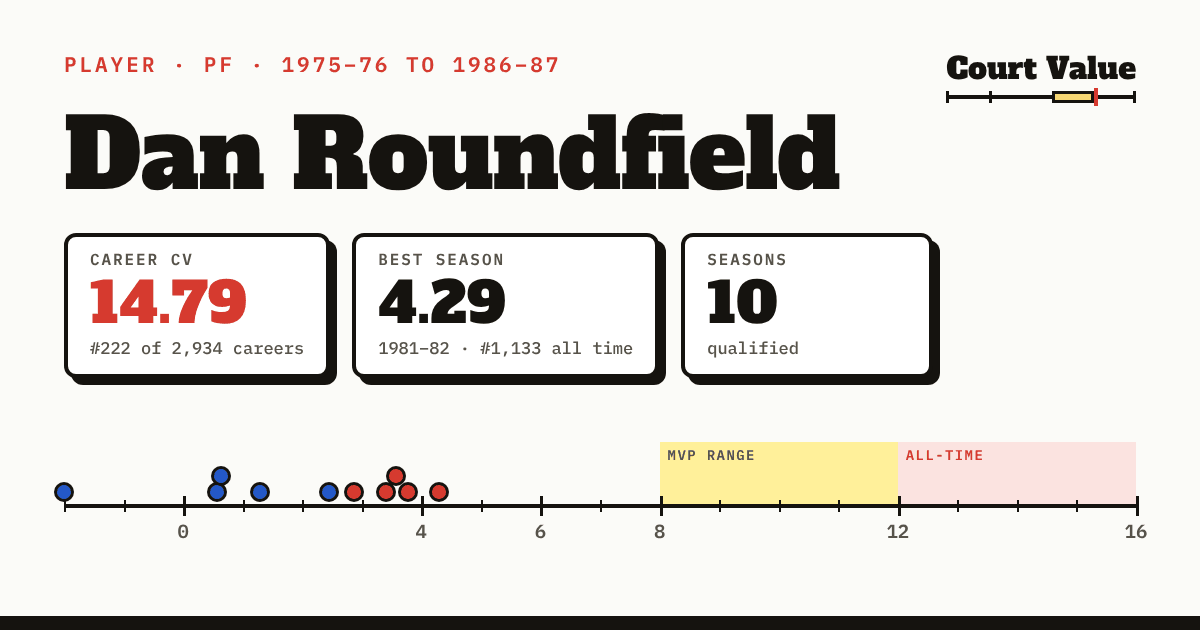 PLAYER · PF · 1975–76 TO 1986–87
Court Value
Dan Roundfield
CAREER CV
14.79
#222 of 2,934 careers
BEST SEASON
4.29
1981–82 · #1,133 all time
SEASONS
10
qualified
MVP RANGE
ALL-TIME
0 4 6 8 12 16